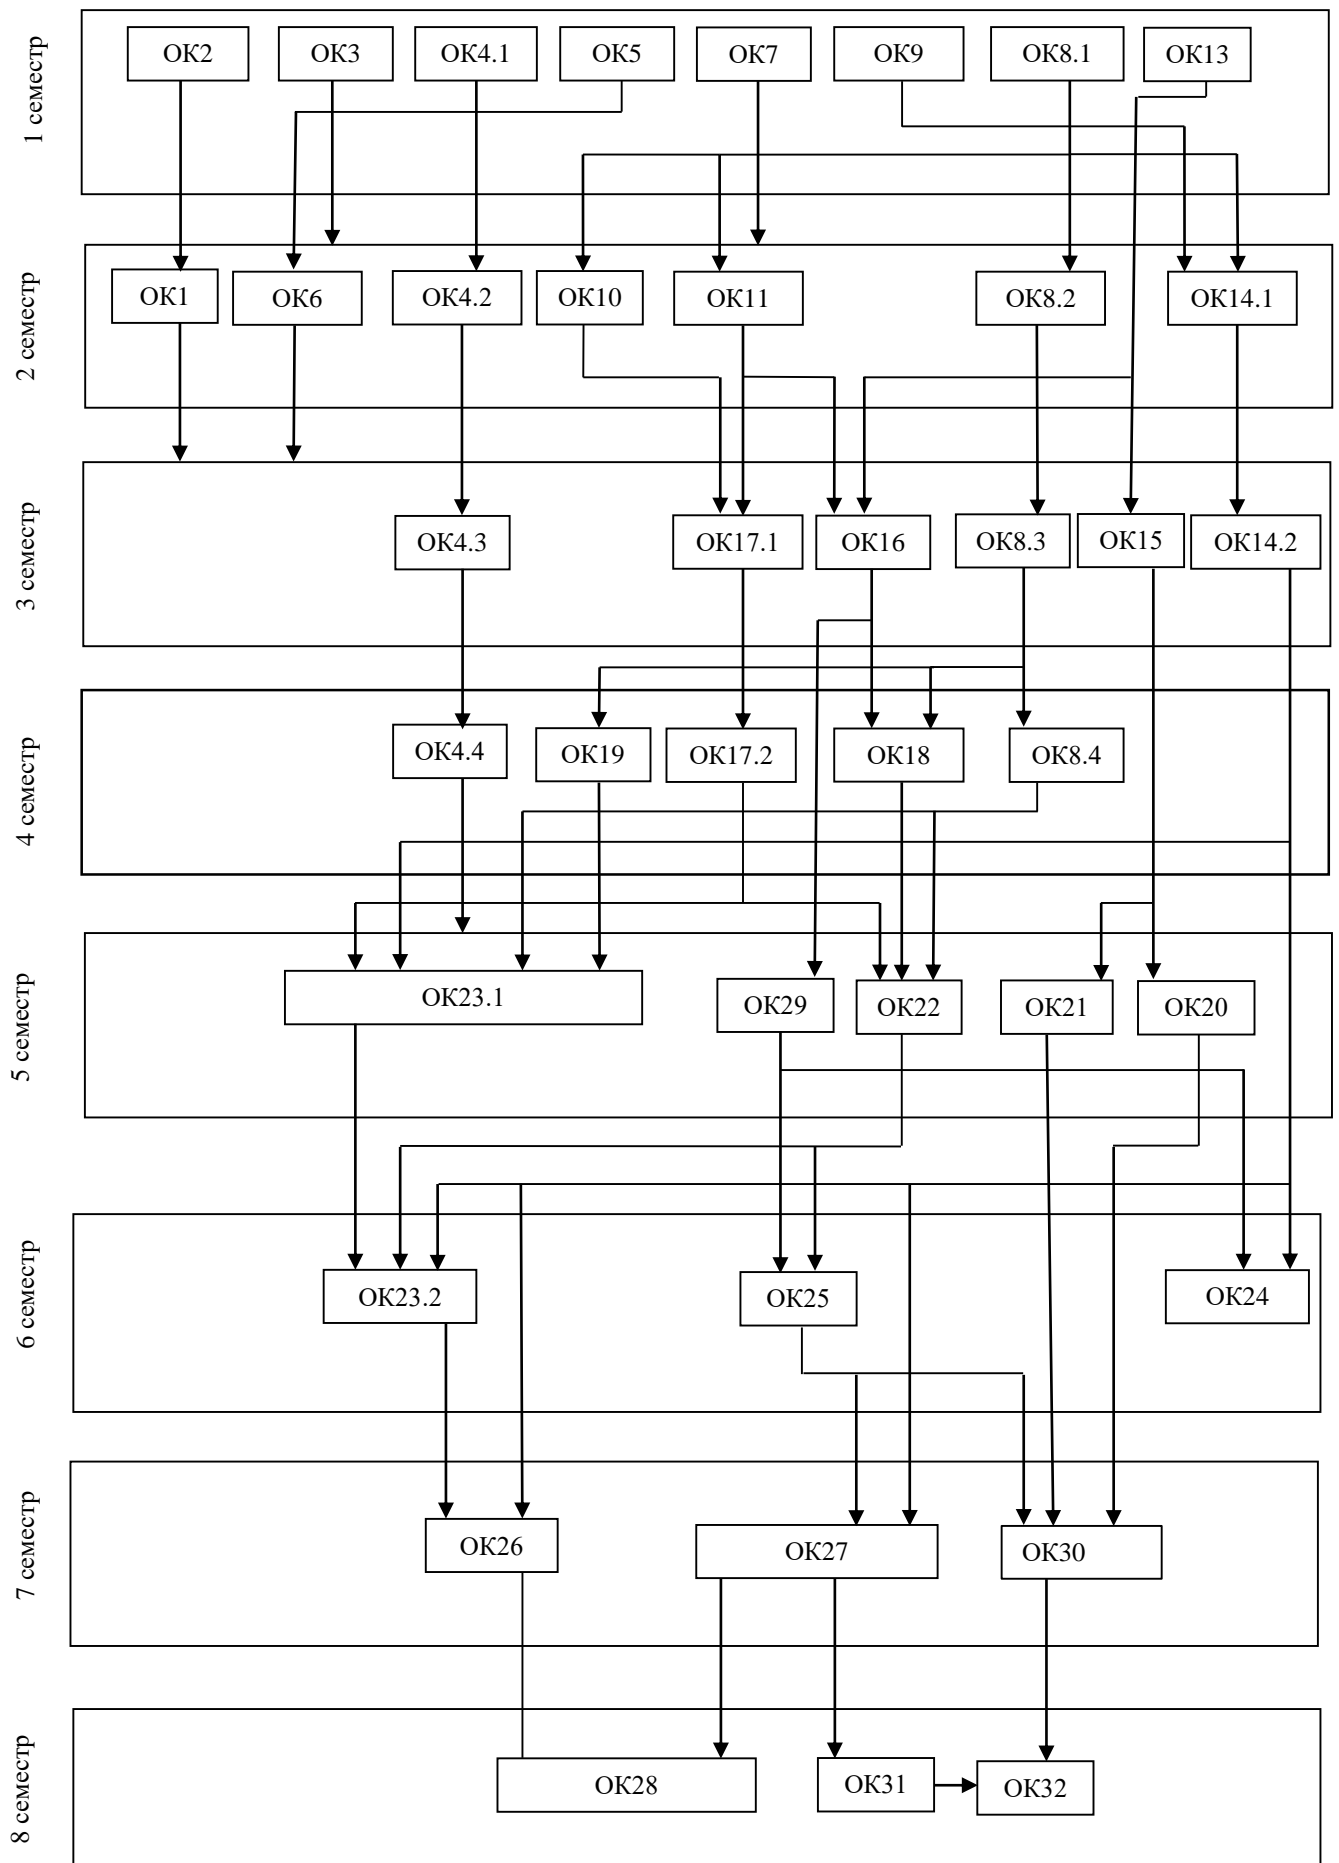 1 семестр
ОК2 ОК3 ОК4.1 ОК5 ОК7 ОК9 ОК8.1 ОК13
2 семестр
ОК1 ОК6 ОК4.2 ОК10 ОК11 ОК8.2 ОК14.1
3 семестр
ОК4.3 ОК17.1 ОК16 ОК8.3 ОК15 ОК14.2
4 семестр
ОК4.4 ОК19 ОК17.2 ОК18 ОК8.4
5 семестр
ОК23.1 ОК29 ОК22 ОК21 ОК20
6 семестр
ОК23.2 ОК25 ОК24
7 семестр
ОК26 ОК27 ОК30
8 семестр
ОК28 ОК31 ОК32